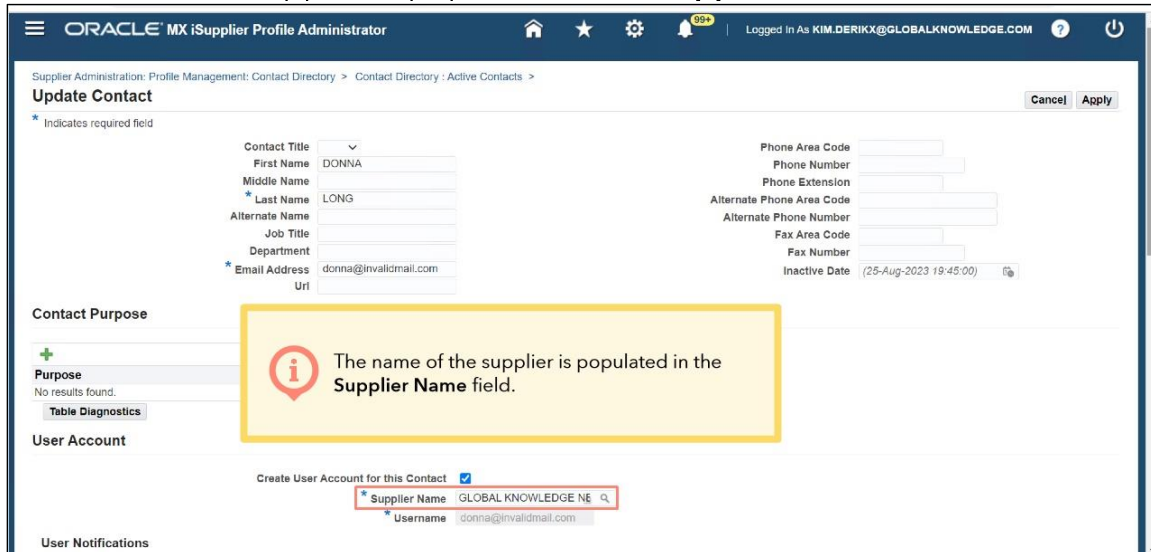 ORACLE MX iSupplier Profile Administrator
99+
Logged In As KIM.DERIKX@GLOBALKNOWLEDGE.COM
?
Supplier Administration: Profile Management: Contact Directory > Contact Directory : Active Contacts >
Update Contact
Cancel Apply
* Indicates required field
Contact Title
First Name DONNA
Middle Name
* Last Name LONG
Alternate Name
Job Title
Department
* Email Address donna@invalidmail.com
Url
Phone Area Code
Phone Number
Phone Extension
Alternate Phone Area Code
Alternate Phone Number
Fax Area Code
Fax Number
Inactive Date (25-Aug-2023 19:45:00)
Contact Purpose
Purpose
No results found.
Table Diagnostics
i
The name of the supplier is populated in the
Supplier Name field.
User Account
Create User Account for this Contact
* Supplier Name GLOBAL KNOWLEDGE
* Username donna@invalidmail.com
User Notifications